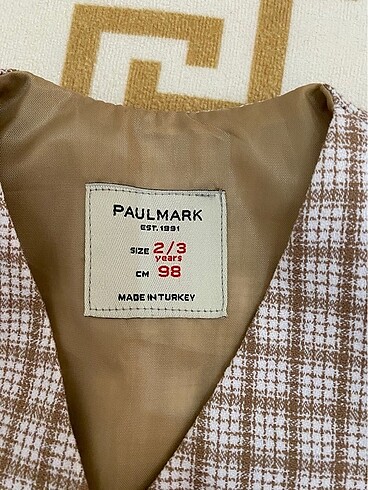 PAULMARK
EST. 1991
SIZE 2/3
years
CM 98
MADE IN TURKEY